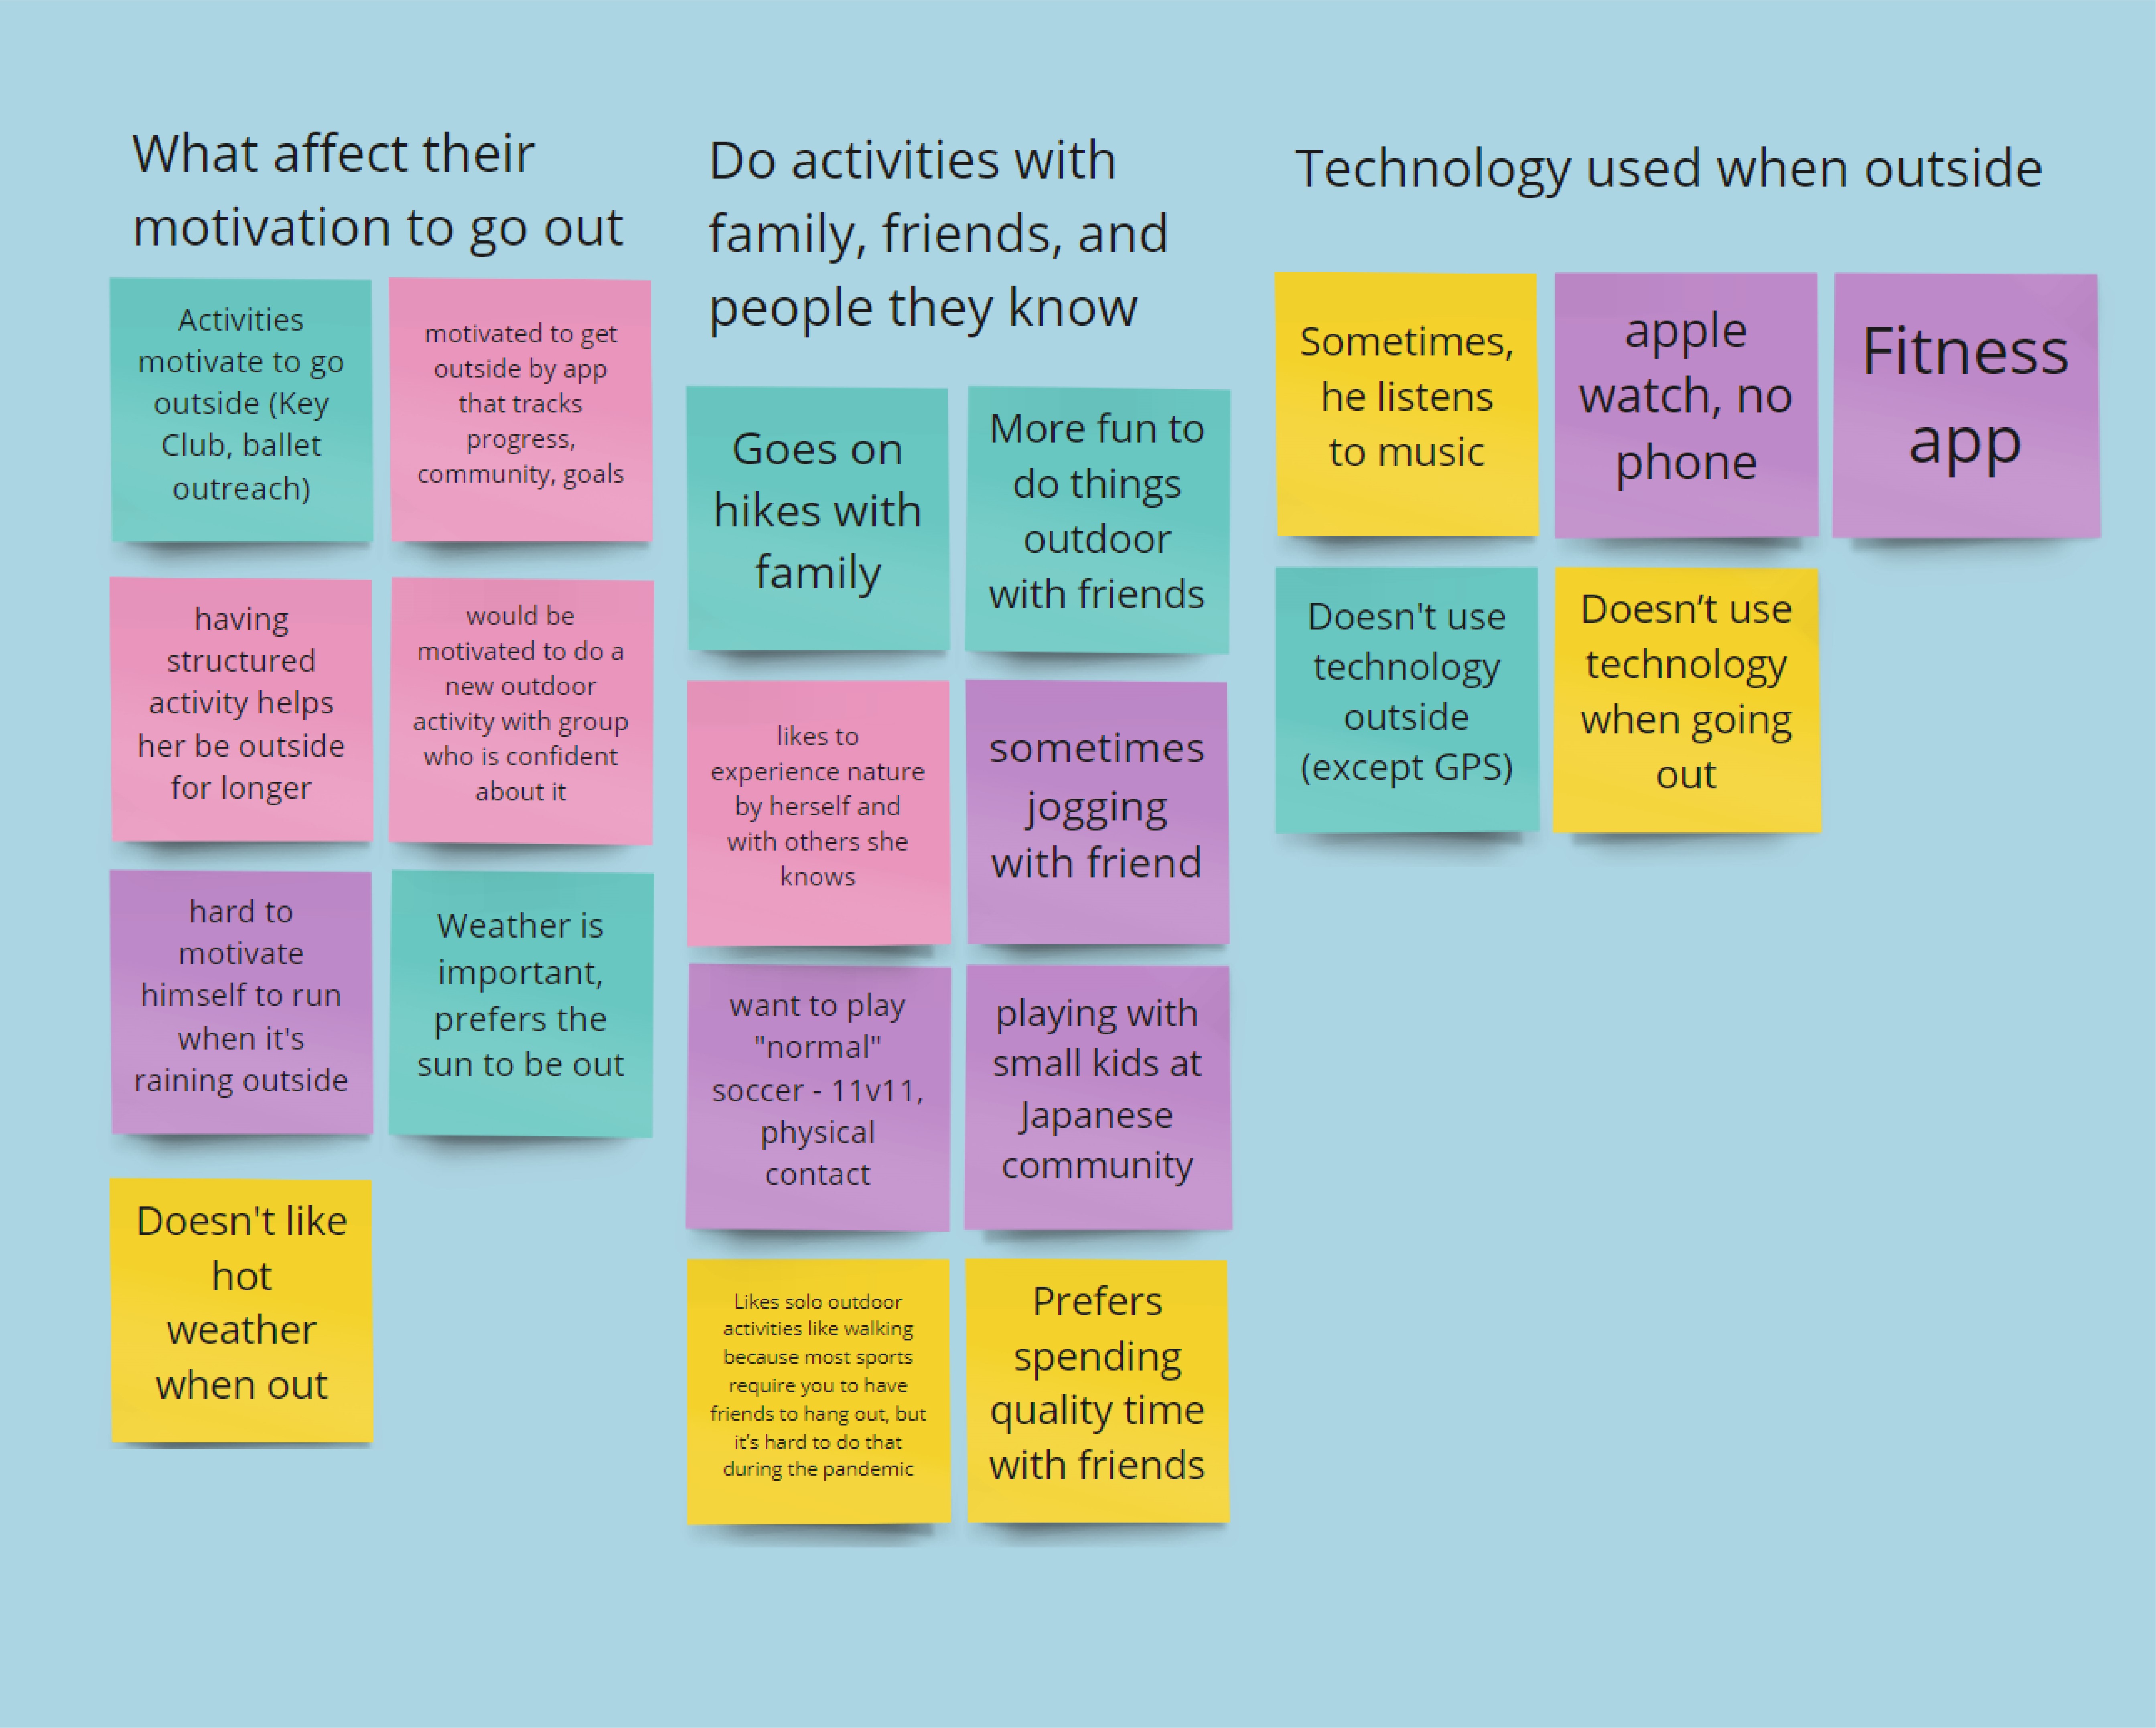 What affect their
motivation to go out
Activities
motivate to go
outside (Key
Club, ballet
outreach)
motivated to get
outside by app
that tracks
progress,
community, goals
having
structured
activity helps
her be outside
for longer
would be
motivated to do a
new outdoor
activity with group
who is confident
about it
hard to
motivate
himself to run
when it's
raining outside
Weather is
important,
prefers the
sun to be out
Doesn't like
hot
weather
when out
Do activities with
family, friends, and
people they know
Goes on
hikes with
family
More fun to
do things
outdoor
with friends
likes to
experience nature
by herself and
with others she
knows
sometimes
jogging
with friend
want to play
"normal"
soccer - 11v11,
physical
contact
playing with
small kids at
Japanese
community
Likes solo outdoor
activities like walking
because most sports
require you to have
friends to hang out, but
it's hard to do that
during the pandemic
Prefers
spending
quality time
with friends
Technology used when outside
Sometimes,
he listens
to music
apple
watch, no
phone
Fitness
app
Doesn't use
technology
outside
(except GPS)
Doesn’t use
technology
when going
out